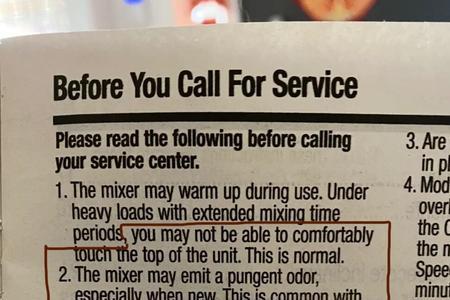 Before You Call For Service
Please read the following before calling
your service center.
1. The mixer may warm up during use. Under
heavy loads with extended mixing time
periods, you may not be able to comfortably
touch the top of the unit. This is normal.
2. The mixer may emit a pungent odor,
especially when new. This is common with
3. Are
in pl
4. Mod
overl
the C
the m
Speed
minut